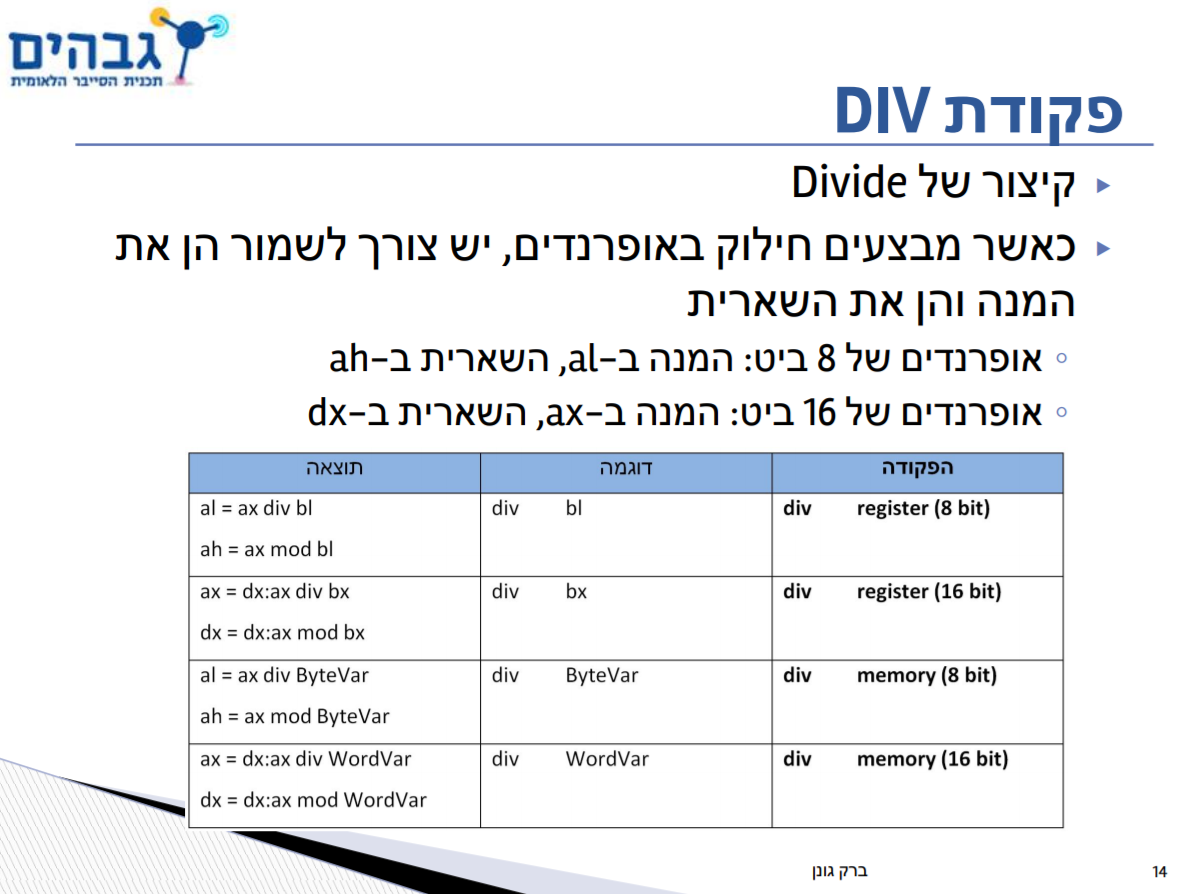 גבהים
תכנית הסייבר הלאומית
פקודת DIV
קיצור של Divide
כאשר מבצעים חילוק באופרנדים, יש צורך לשמור הן את
המנה והן את השארית
אופרנדים של 8 ביט: המנה ב-al, השארית ב-ah
אופרנדים של 16 ביט: המנה ב-ax, השארית ב-dx
הפקודה דוגמה תוצאה
div register (8 bit) div bl al = ax div bl
ah = ax mod bl
div register (16 bit) div bx ax = dx:ax div bx
dx = dx:ax mod bx
div memory (8 bit) div ByteVar al = ax div ByteVar
ah = ax mod ByteVar
div memory (16 bit) div WordVar ax = dx:ax div WordVar
dx = dx:ax mod WordVar
ברק גונן
14